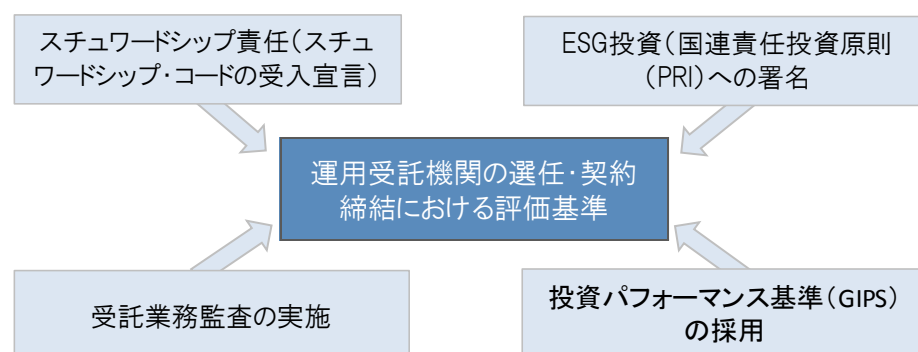 スチュワードシップ責任（スチュ
ワードシップ・コードの受入宣言）
ESG投資（国連責任投資原則
（PRI）への署名
運用受託機関の選任・契約
締結における評価基準
受託業務監査の実施
投資パフォーマンス基準（GIPS）
の採用